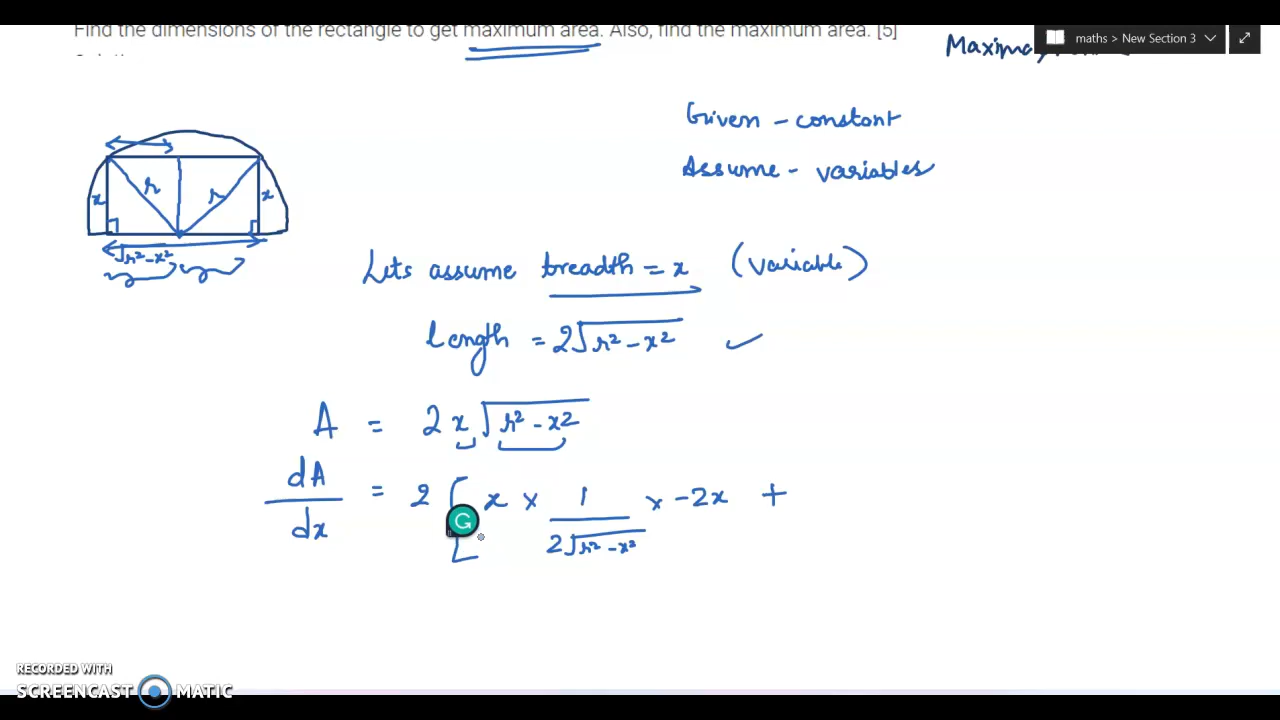 Find the dimensions of the rectangle to get maximum area. Also, find the maximum area. [5]
maths > New Section 3
Given - constant
Assume - variables
x r r x
√r² - x²
Lets assume breadth = x (variable)
length = 2√r² - x² ✓
A = 2x√r² - x²
dA/dx = 2[x × 1/2√r² - x² × -2x +
RECORDED WITH
SCREENCAST MATIC